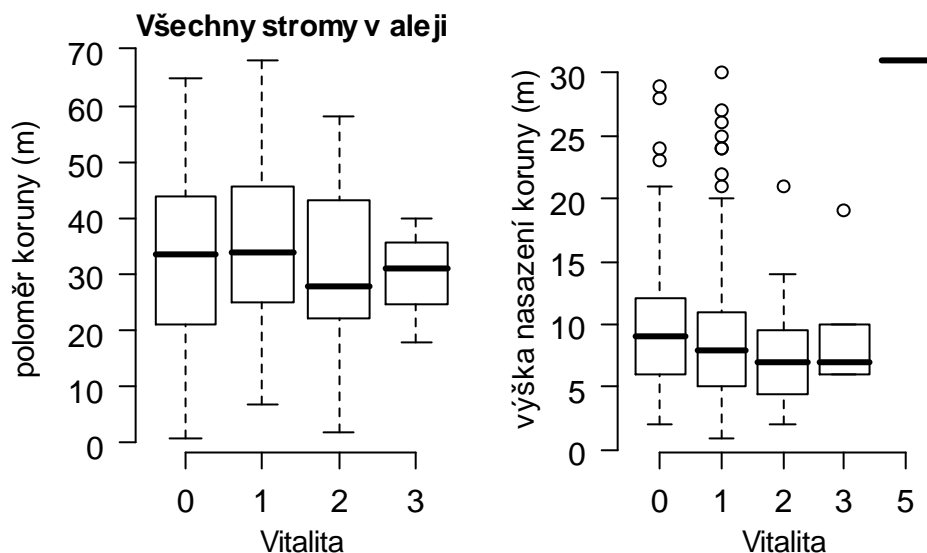 Všechny stromy v aleji
poloměr koruny (m)
70
60
50
40
30
20
10
0
0 1 2 3
Vitalita
výška nasazení koruny (m)
30
25
20
15
10
5
0
0 1 2 3 5
Vitalita